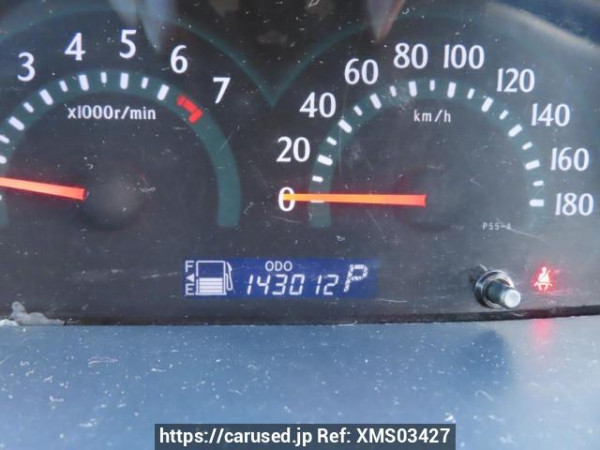 3 4 5 6 7
x1000r/min
0 20 40 60 80 100 120 140 160 180
km/h
P55-A
F
E
ODO
143012 P
https://carused.jp Ref: XMS03427